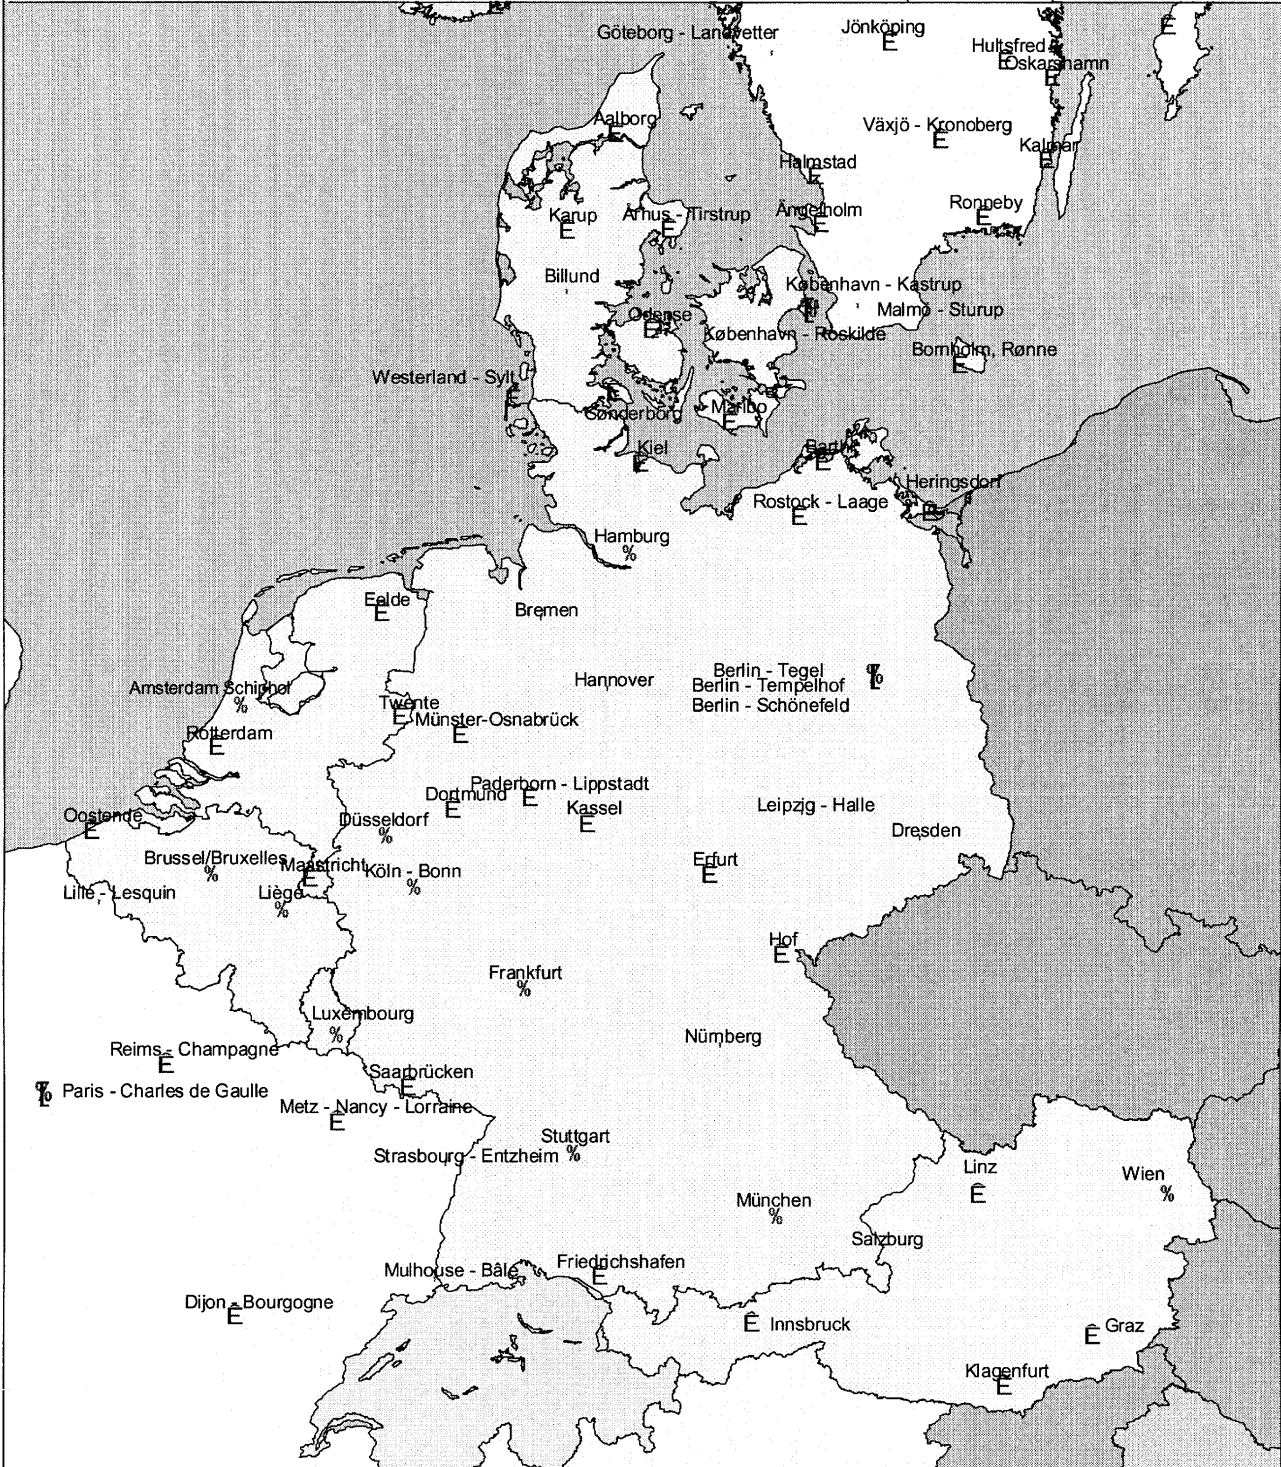 Göteborg - Landvetter
Jönköping
Hultsfred
Oskarshamn
Aalborg
Växjö - Kronoberg
Kalmar
Halmstad
Karup
Århus - Tirstrup
Ängelholm
Ronneby
Billund
København - Kastrup
Odense
Malmö - Sturup
København - Roskilde
Bornholm, Rønne
Westerland - Sylt
Sønderborg
Maribo
Kiel
Barth
Heringsdorf
Rostock - Laage
Hamburg
%
Eelde
Bremen
Hannover
Berlin - Tegel
Berlin - Tempelhof
Berlin - Schönefeld
Amsterdam Schiphol
%
Twente
Münster-Osnabrück
Rotterdam
Paderborn - Lippstadt
Dortmund
Kassel
Leipzig - Halle
Oostende
Düsseldorf
%
Dresden
Brussel/Bruxelles
%
Maastricht
Köln - Bonn
%
Erfurt
Lille - Lesquin
Liège
%
Hof
Frankfurt
%
Luxembourg
%
Nürnberg
Reims - Champagne
Saarbrücken
Paris - Charles de Gaulle
Metz - Nancy - Lorraine
Stuttgart
%
Strasbourg - Entzheim
Linz
Wien
%
München
%
Salzburg
Friedrichshafen
Mulhouse - Bâle
Dijon - Bourgogne
Innsbruck
Graz
Klagenfurt